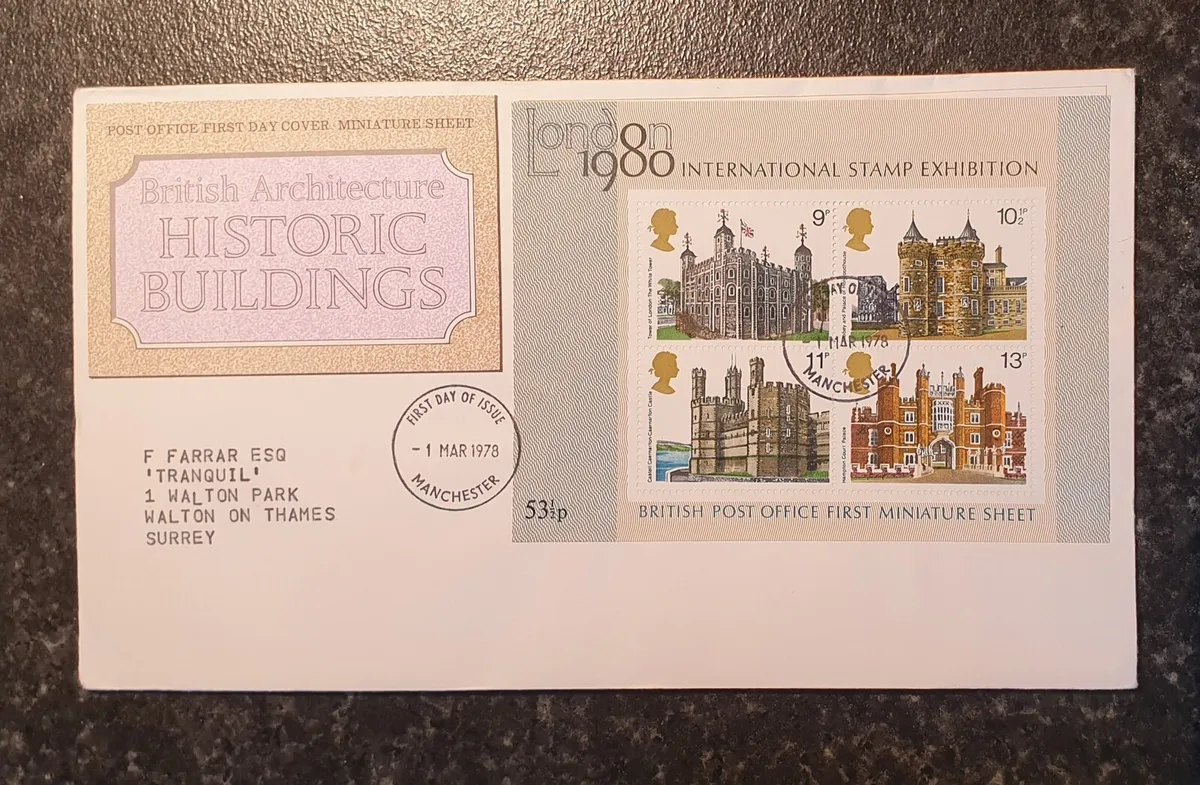 POST OFFICE FIRST DAY COVER · MINIATURE SHEET
British Architecture
HISTORIC
BUILDINGS
London
1980 INTERNATIONAL STAMP EXHIBITION
9P
Tower of London The White Tower
10½P
11P
Castell Caernarfon Caernarfon Castle
13P
Hampton Court Palace
DAY OF
- 1 MAR 1978
MANCHESTER
53½p
BRITISH POST OFFICE FIRST MINIATURE SHEET
FIRST DAY OF ISSUE
- 1 MAR 1978
MANCHESTER
F FARRAR ESQ
'TRANQUIL'
1 WALTON PARK
WALTON ON THAMES
SURREY